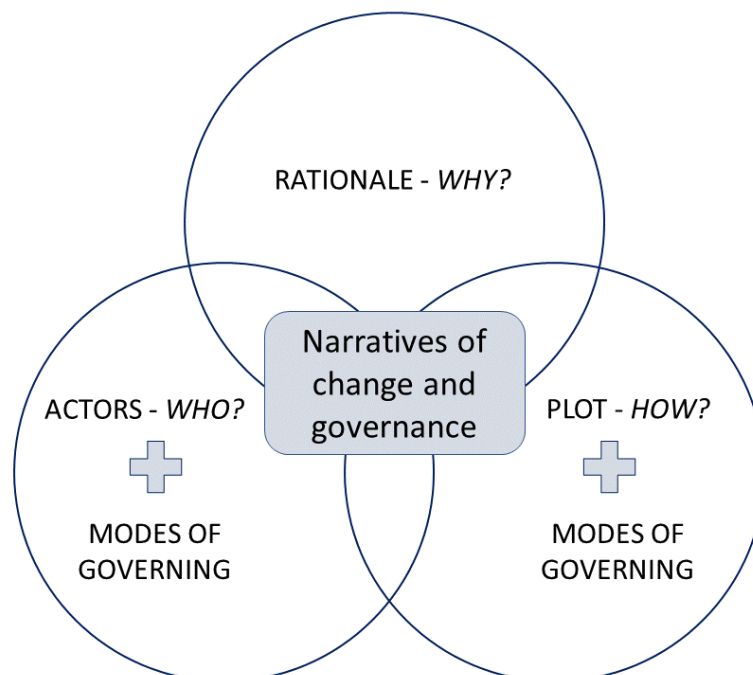 RATIONALE - WHY?
Narratives of
change and
governance
ACTORS - WHO?
MODES OF
GOVERNING
PLOT - HOW?
MODES OF
GOVERNING